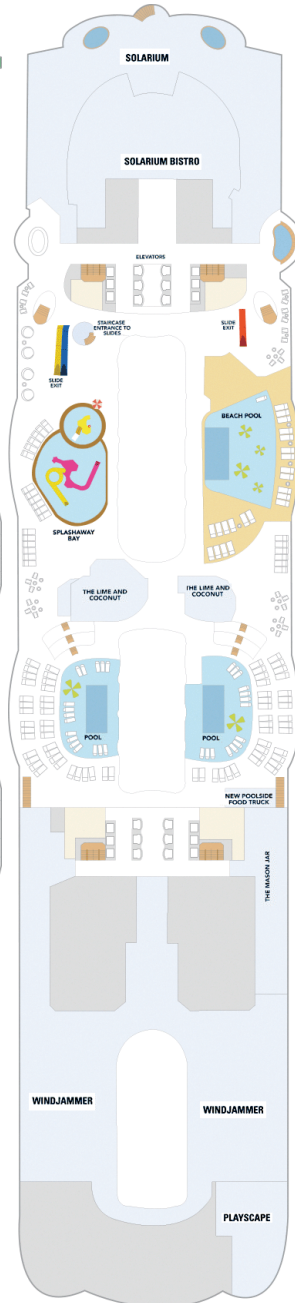 SOLARIUM
SOLARIUM BISTRO
ELEVATORS
STAIRCASE
ENTRANCE TO
SLIDES
SLIDE
EXIT
SLIDE
EXIT
BEACH POOL
SPLASHAWAY
BAY
THE LIME AND
COCONUT
THE LIME AND
COCONUT
POOL
POOL
NEW POOLSIDE
FOOD TRUCK
THE MASON JAR
WINDJAMMER
WINDJAMMER
PLAYSCAPE